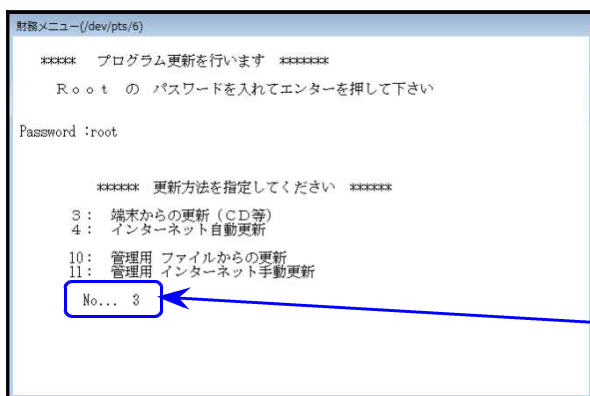 財務メニュー(/dev/pts/6)
***** プログラム更新を行います *******
Ｒｏｏｔ の パスワードを入れてエンターを押して下さい
Password :root
****** 更新方法を指定してください ******
３： 端末からの更新（ＣＤ等）
４： インターネット自動更新
10: 管理用 ファイルからの更新
11: 管理用 インターネット手動更新
No... 3